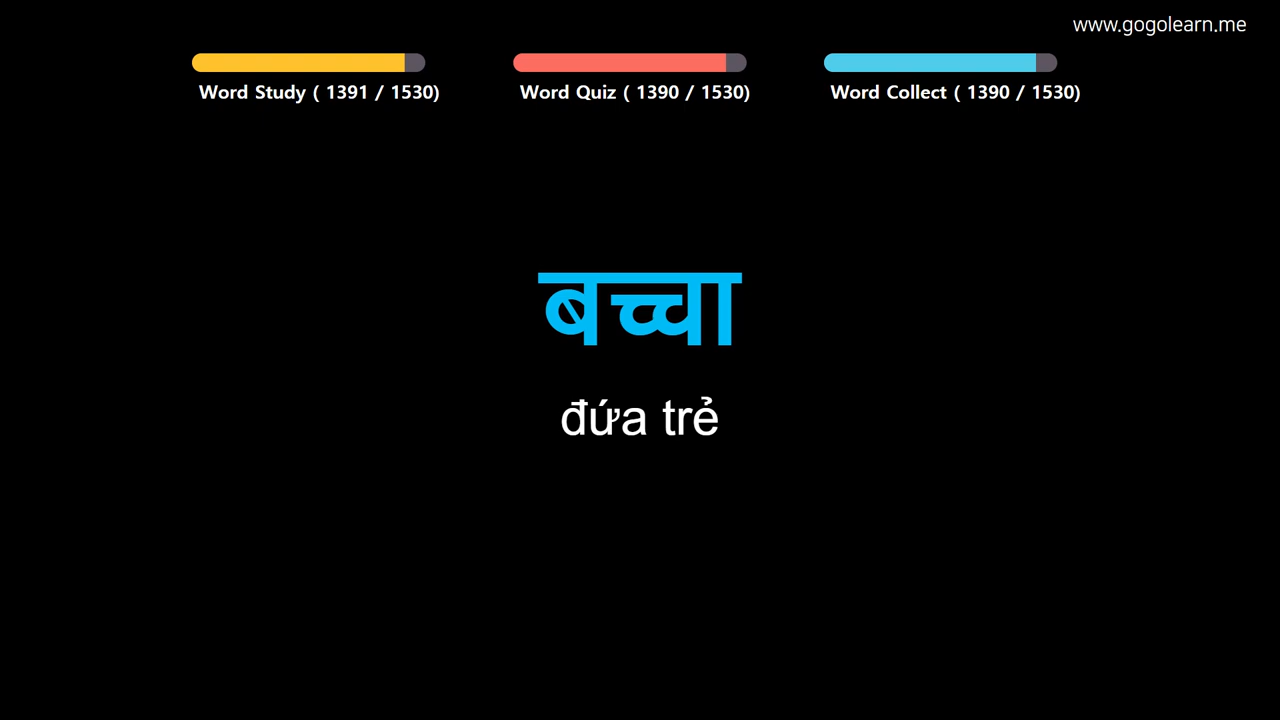 www.gogolearn.me
Word Study ( 1391 / 1530)
Word Quiz ( 1390 / 1530)
Word Collect ( 1390 / 1530)
बच्चा
đứa trẻ